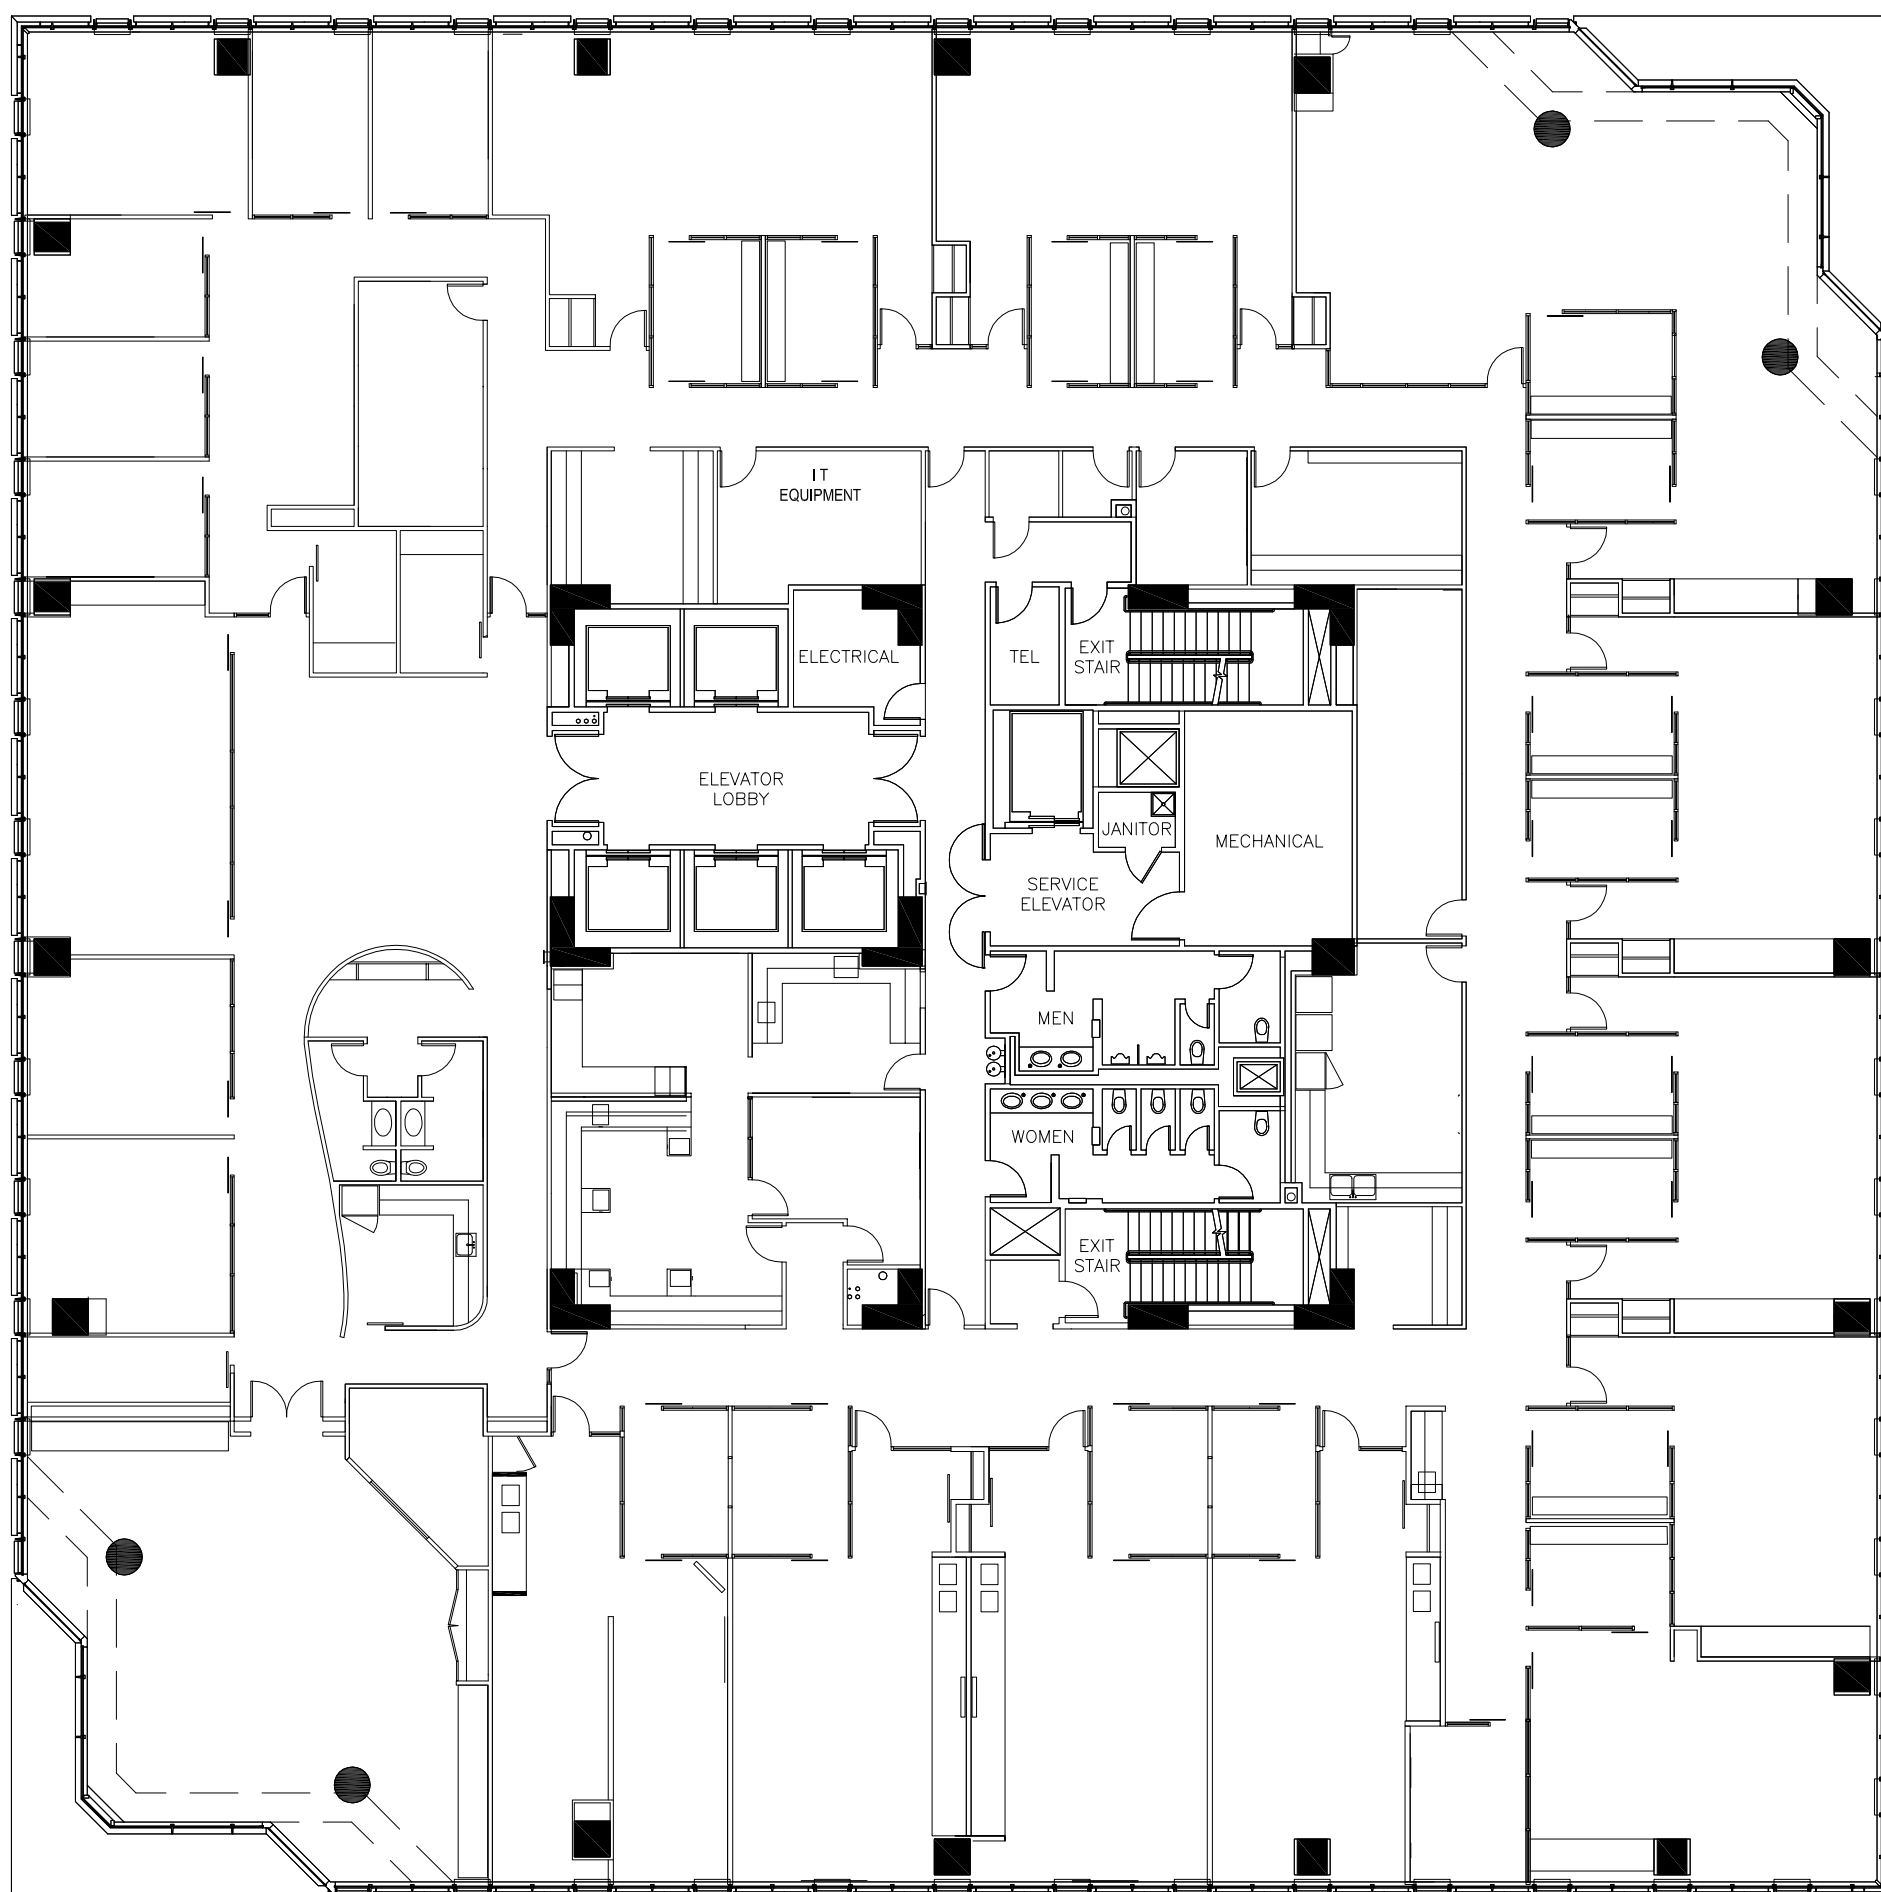 IT
EQUIPMENT
ELECTRICAL
TEL
EXIT
STAIR
ELEVATOR
LOBBY
JANITOR
MECHANICAL
SERVICE
ELEVATOR
MEN
WOMEN
EXIT
STAIR